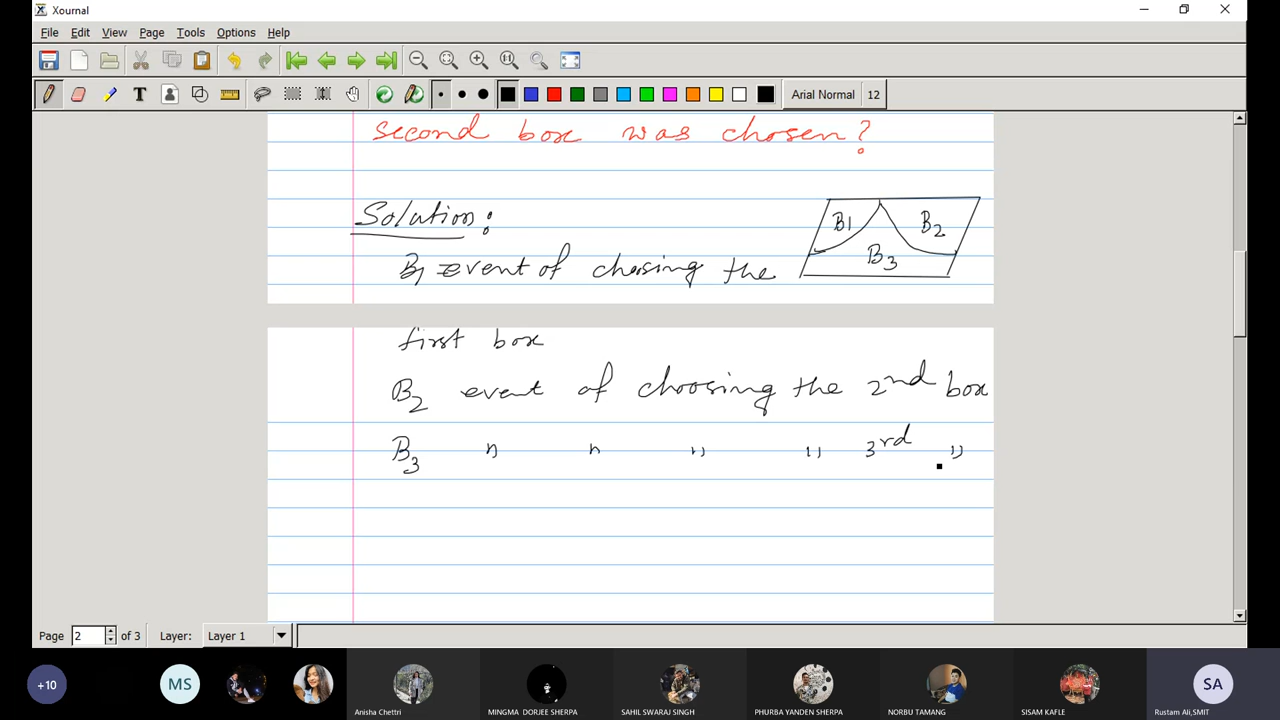 Xournal
File Edit View Page Tools Options Help
Arial Normal 12
second box was chosen?
Solution:
B1 B2
B3
B1 event of chosing the
first box
B2 event of choosing the 2nd box
B3 " " " " 3rd "
Page 2 of 3 Layer: Layer 1
+10 MS SA
Anisha Chettri MINGMA DORJEE SHERPA SAHIL SWARAJ SINGH PHURBA YANDEN SHERPA NORBU TAMANG SISAM KAFLE Rustam Ali,SMIT